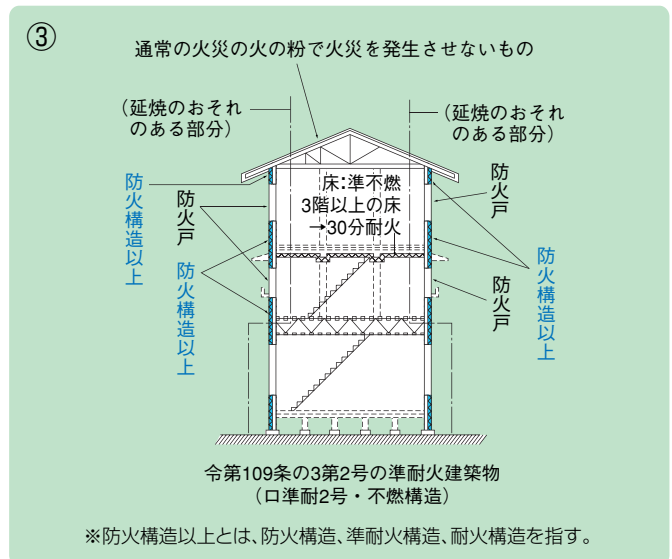 ③
通常の火災の火の粉で火災を発生させないもの
（延焼のおそれ
のある部分）
（延焼のおそれ
のある部分）
防火構造以上
防火戸
防火構造以上
床：準不燃
3階以上の床
→30分耐火
防火戸
防火構造以上
防火戸
令第109条の3第2号の準耐火建築物
（ロ準耐2号・不燃構造）
※防火構造以上とは、防火構造、準耐火構造、耐火構造を指す。